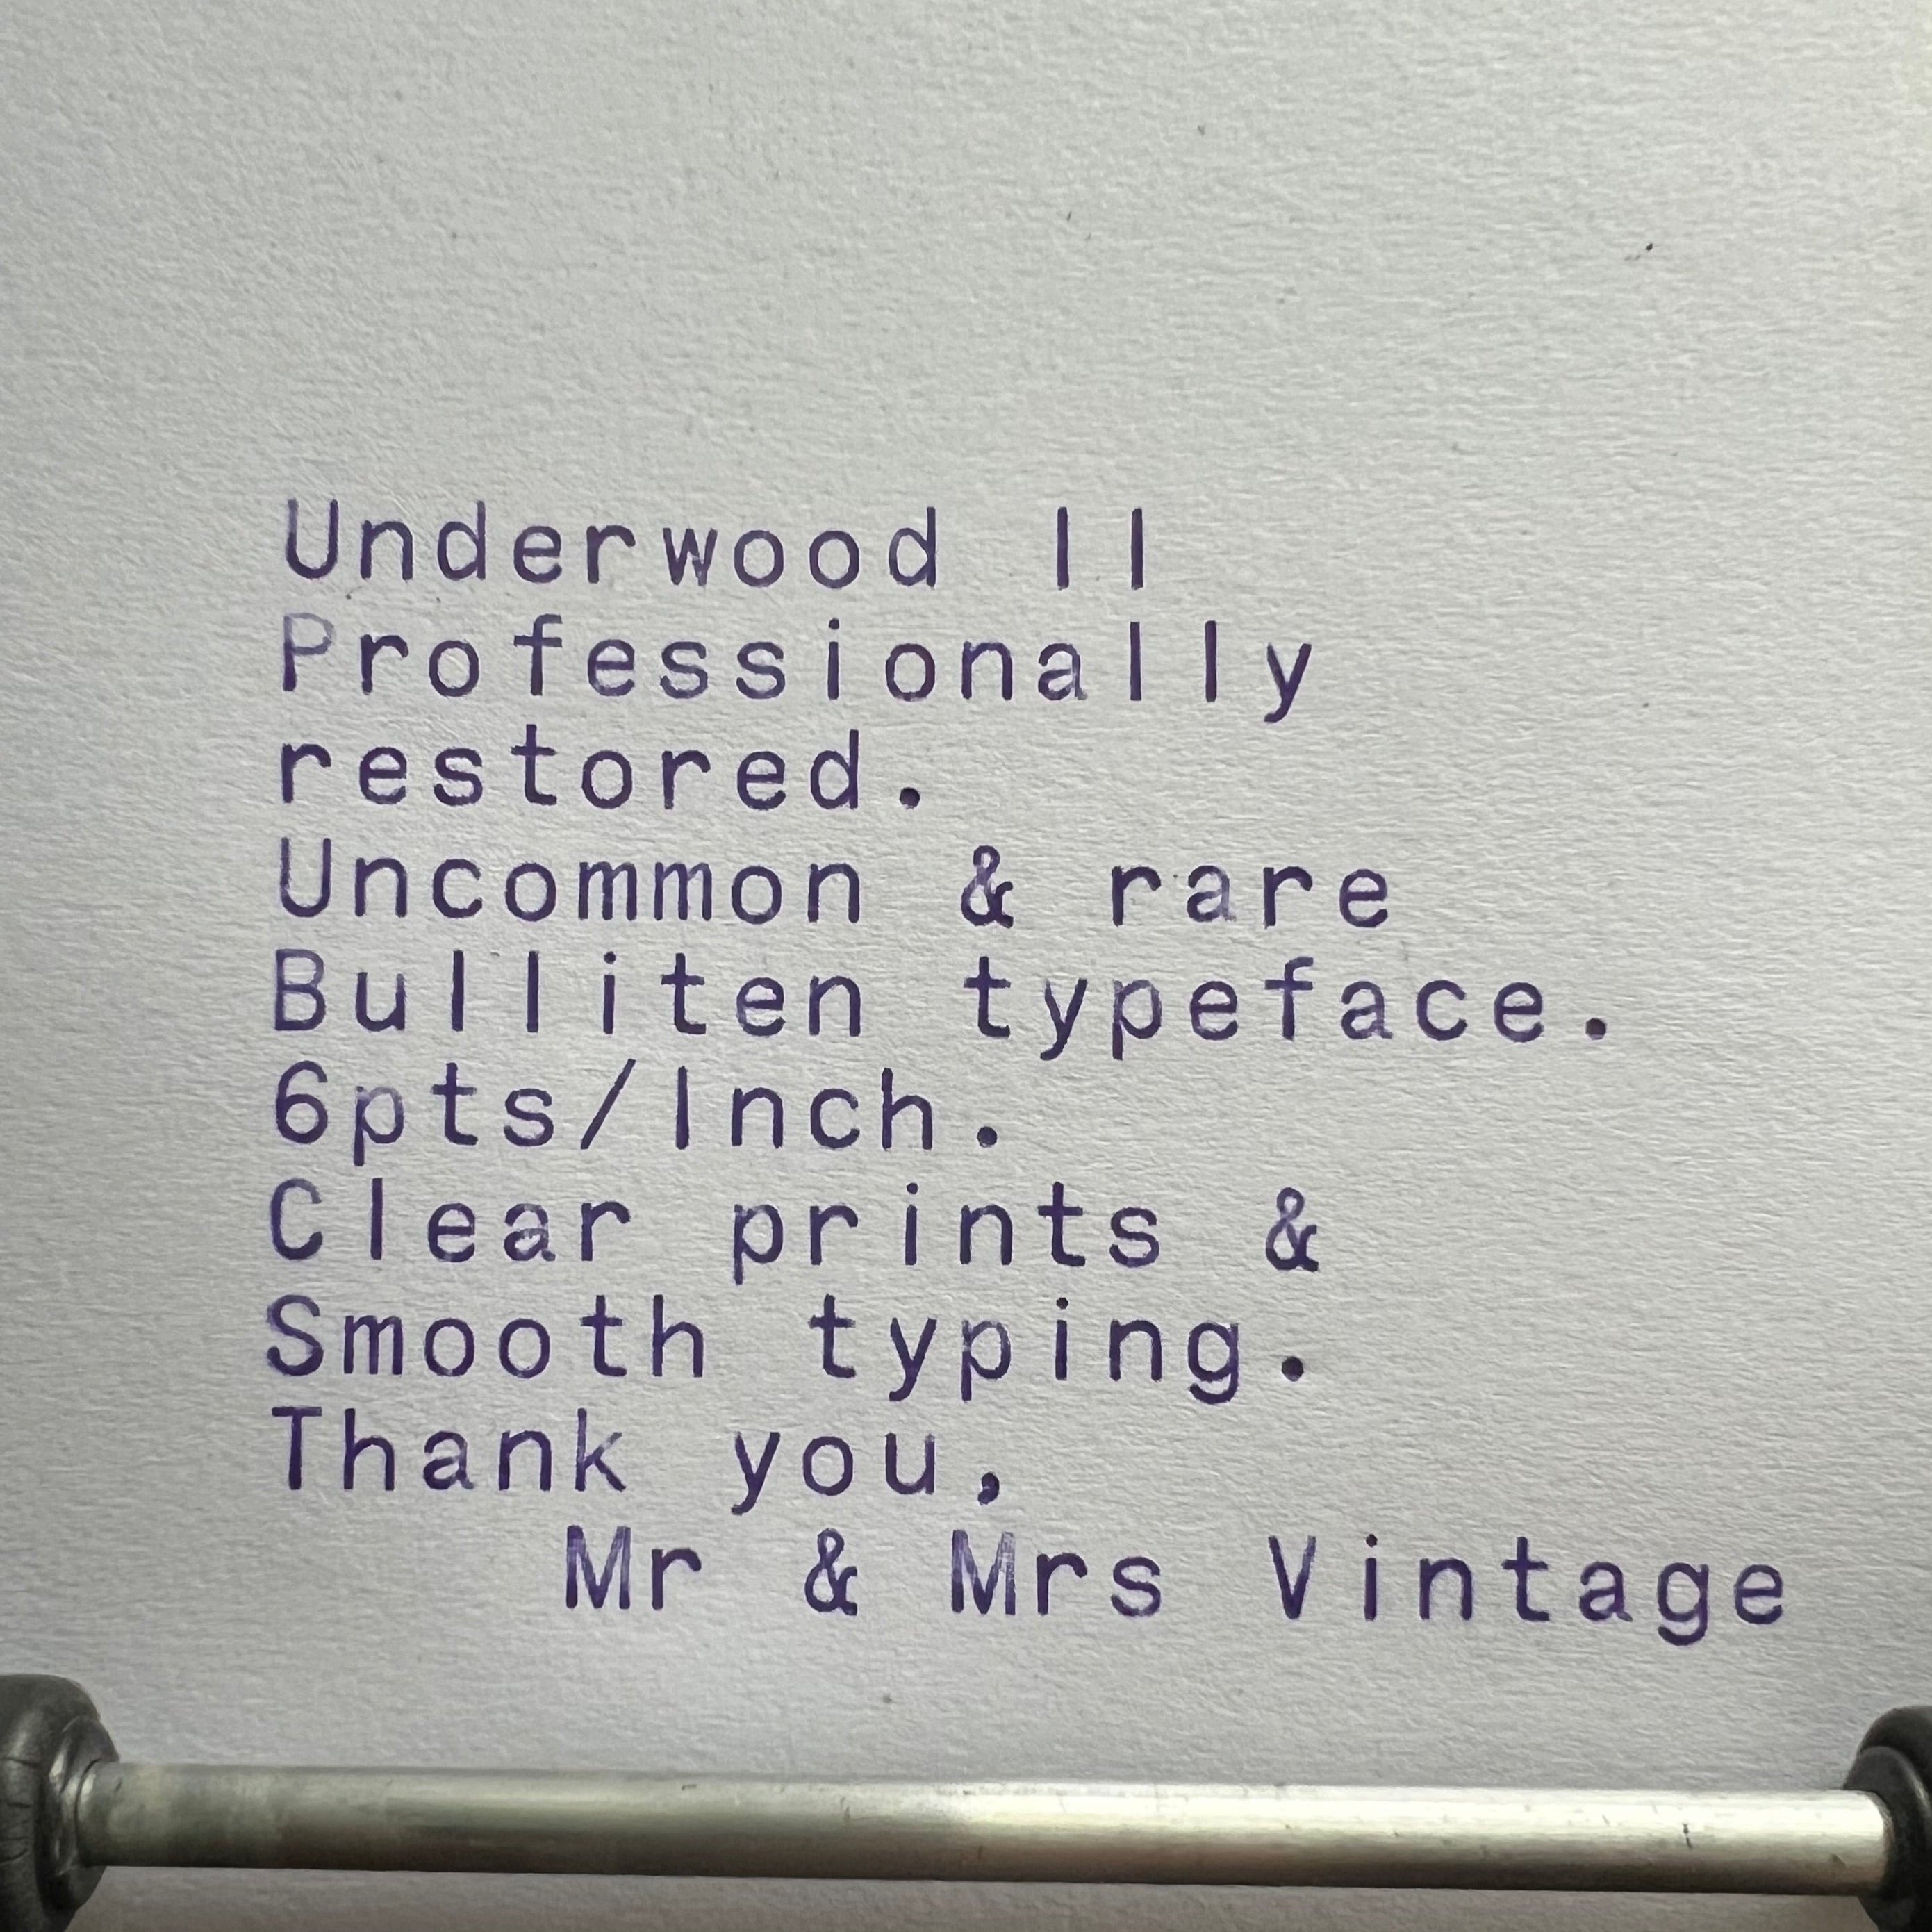 Underwood II
Professionally
restored.
Uncommon & rare
Bulliten typeface.
6pts/Inch.
Clear prints &
Smooth typing.
Thank you,
Mr & Mrs Vintage